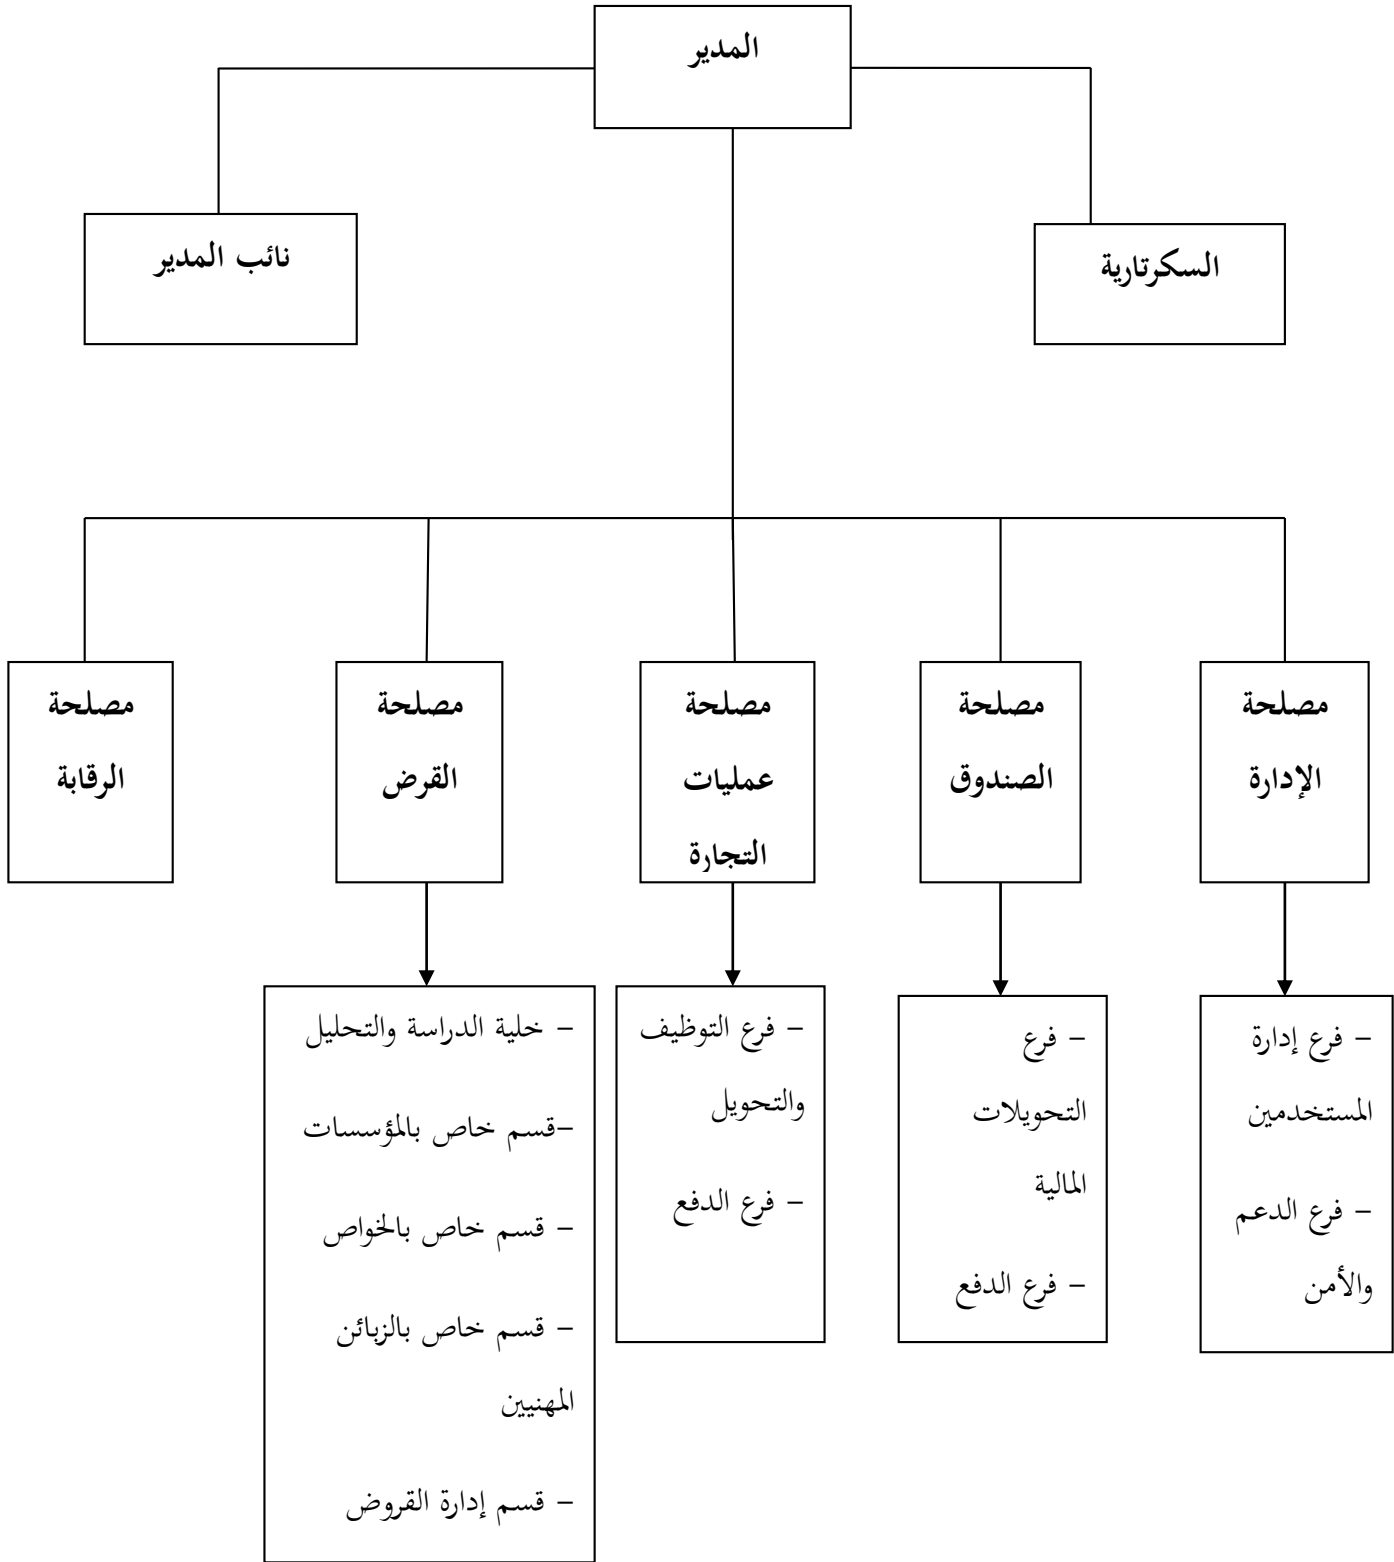 المدير
السكرتارية
نائب المدير
مصلحة
الإدارة
مصلحة
الصندوق
مصلحة
عمليات
التجارة
مصلحة
القرض
مصلحة
الرقابة
– فرع إدارة
المستخدمين
– فرع الدعم
والأمن
– فرع
التحويلات
المالية
– فرع الدفع
– فرع التوظيف
والتحويل
– فرع الدفع
– خلية الدراسة والتحليل
–قسم خاص بالمؤسسات
– قسم خاص بالخواص
– قسم خاص بالزبائن
المهنيين
– قسم إدارة القروض